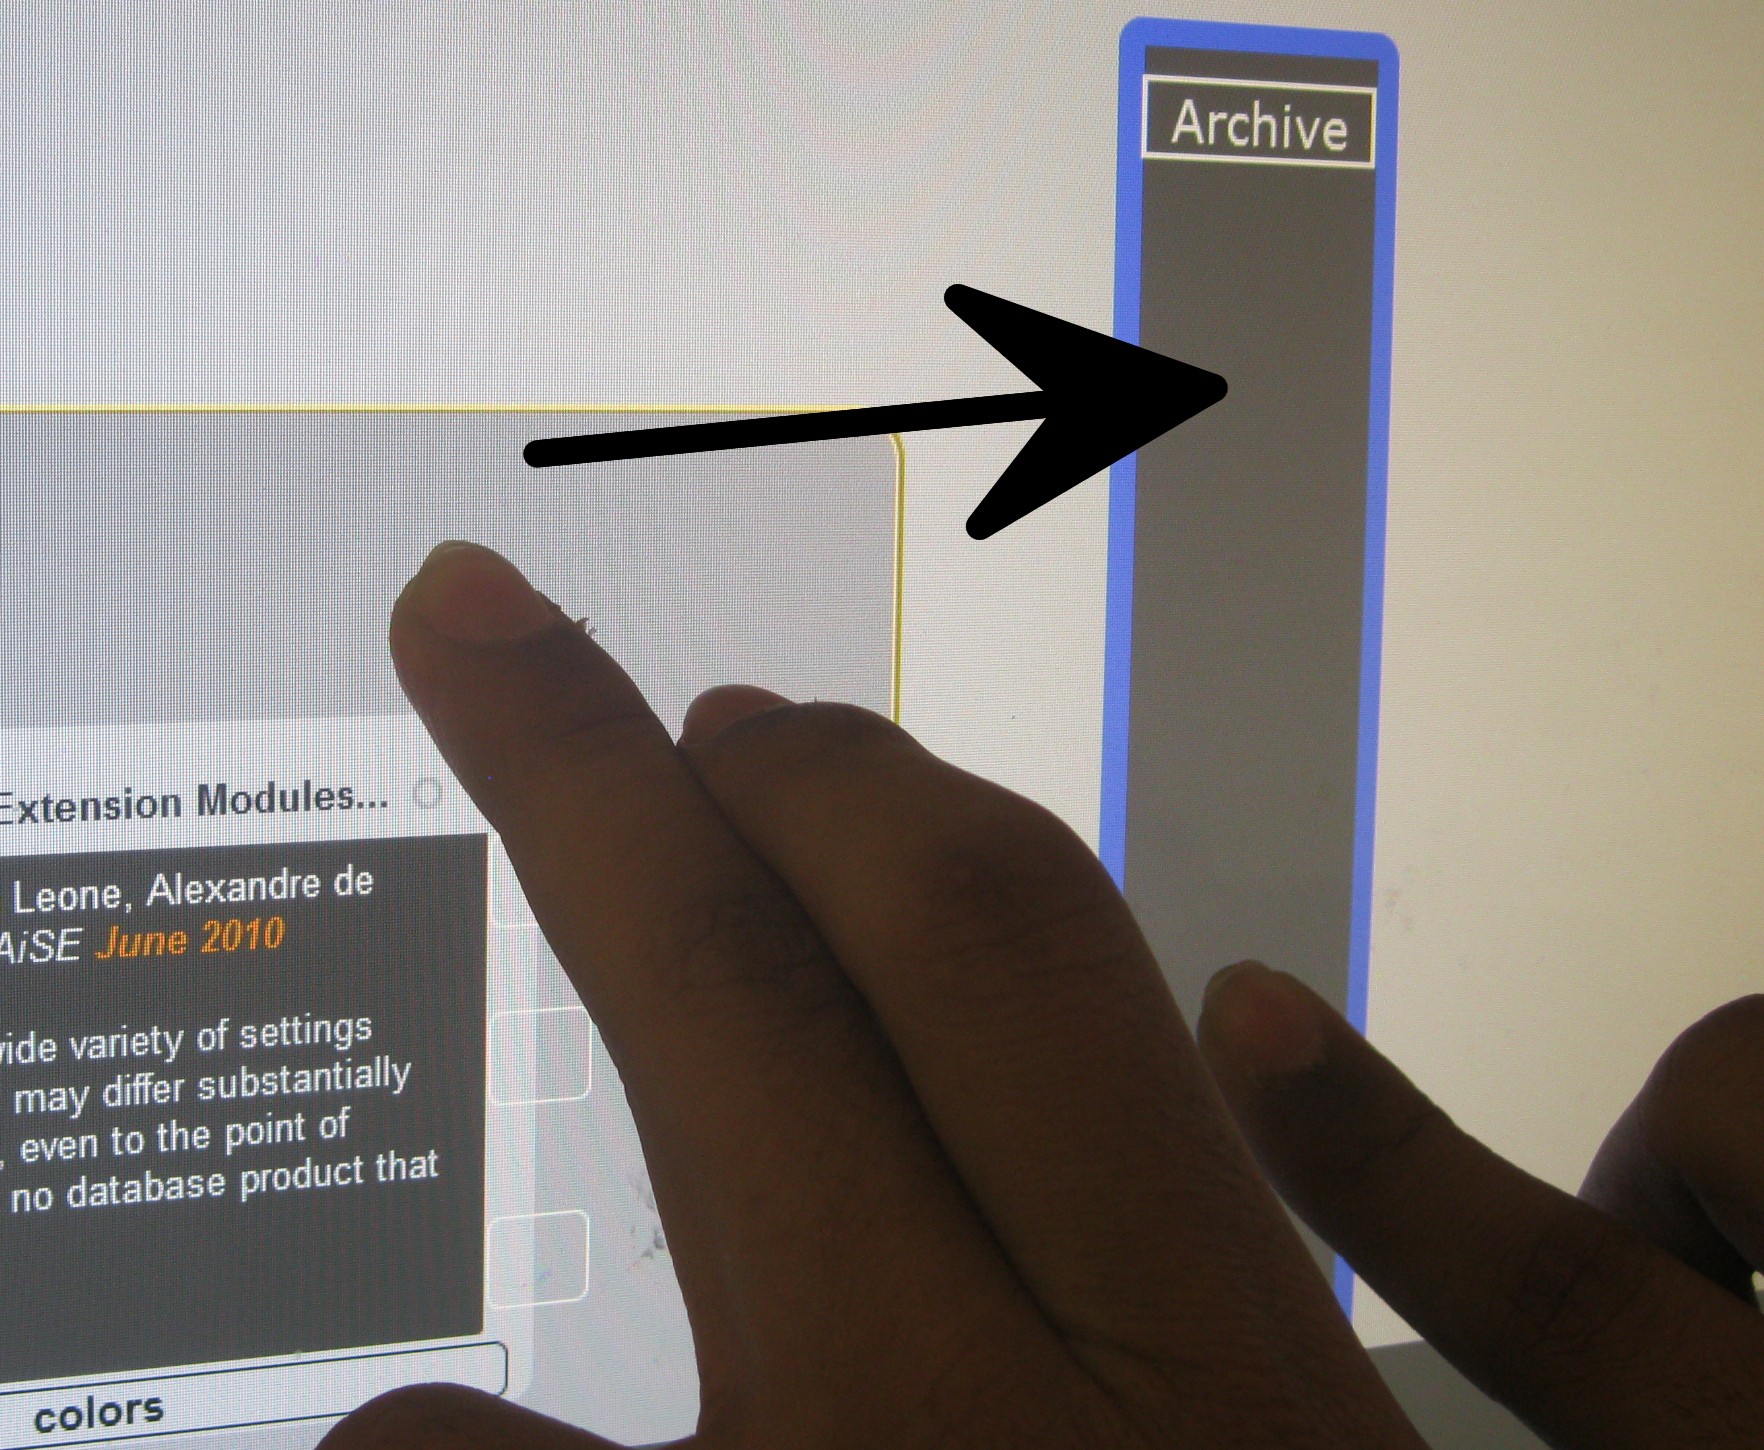 Archive
Extension Modules...
Leone, Alexandre de
AiSE June 2010
wide variety of settings
may differ substantially
, even to the point of
no database product that
colors